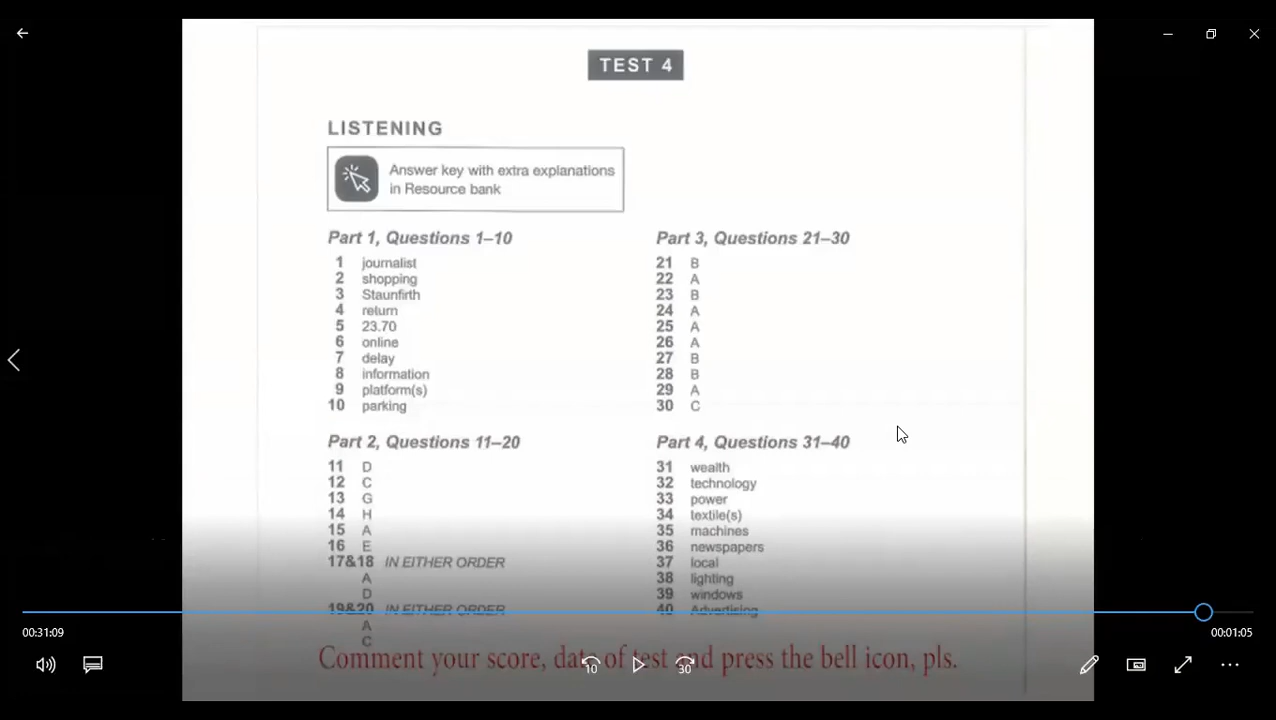 TEST 4
LISTENING
Answer key with extra explanations
in Resource bank
Part 1, Questions 1–10
1 journalist
2 shopping
3 Staunfirth
4 return
5 23.70
6 online
7 delay
8 information
9 platform(s)
10 parking
Part 2, Questions 11–20
11 D
12 C
13 G
14 H
15 A
16 E
17&18 IN EITHER ORDER
A
D
19&20 IN EITHER ORDER
A
C
Part 3, Questions 21–30
21 B
22 A
23 B
24 A
25 A
26 A
27 B
28 B
29 A
30 C
Part 4, Questions 31–40
31 wealth
32 technology
33 power
34 textile(s)
35 machines
36 newspapers
37 local
38 lighting
39 windows
40 Advertising
00:31:09
00:01:05
Comment your score, date of test and press the bell icon, pls.
10
30